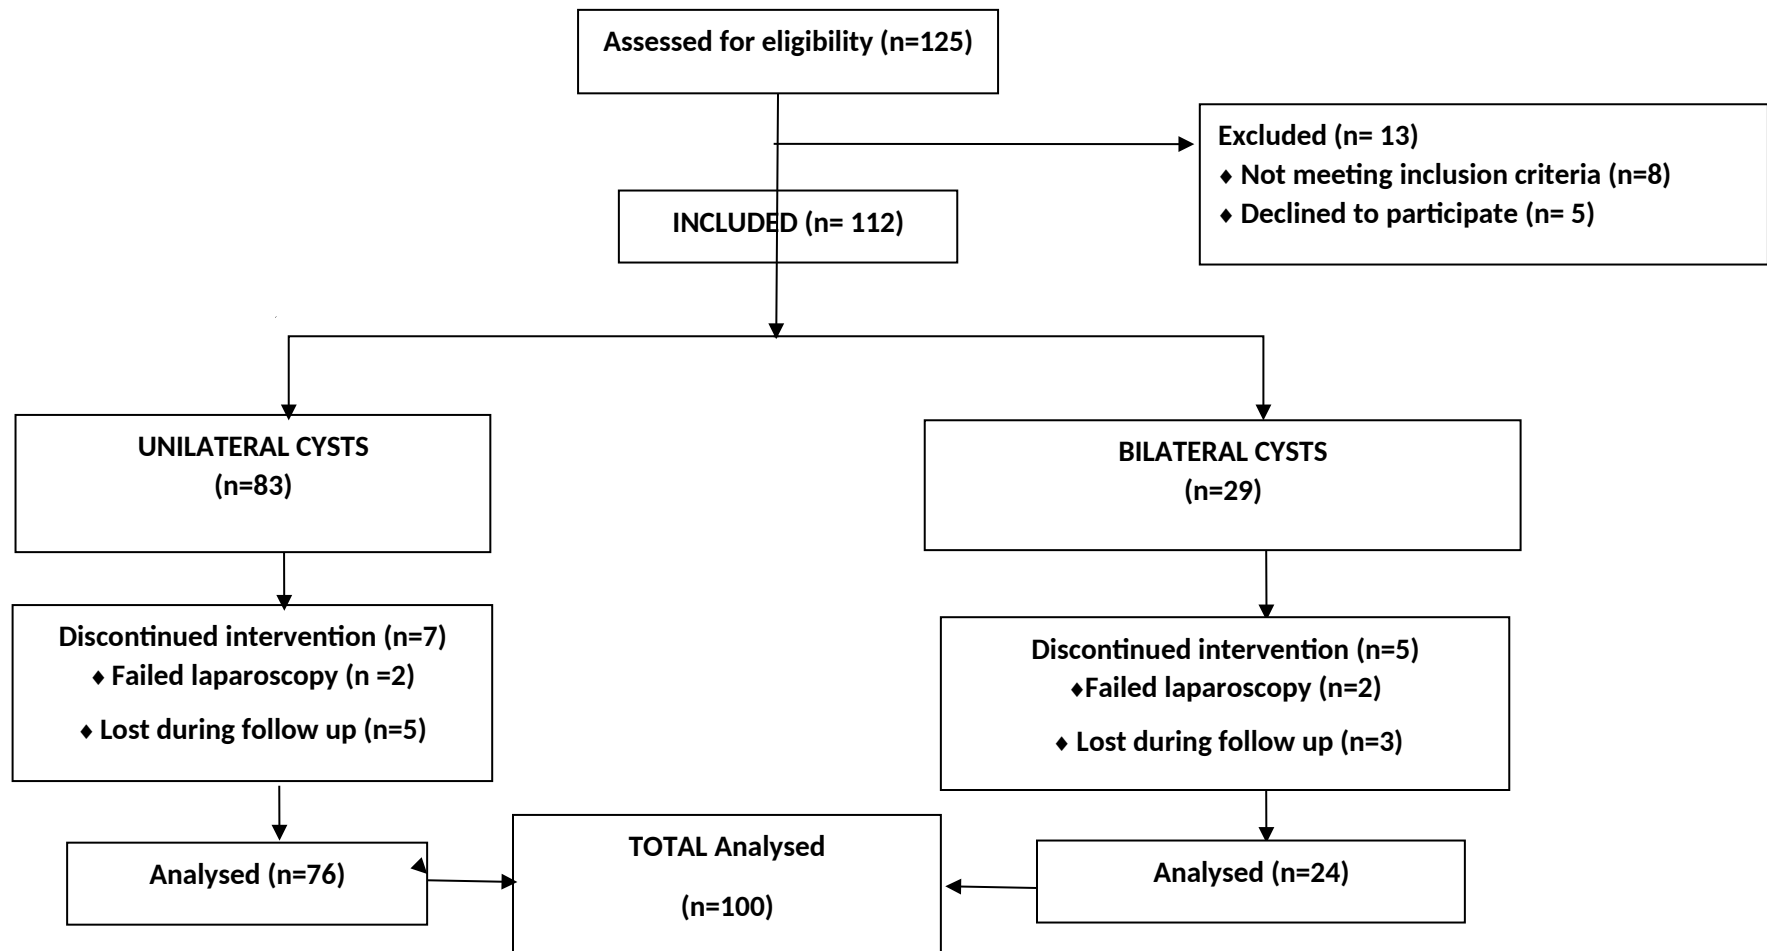 Assessed for eligibility (n=125)
Excluded (n= 13)
♦ Not meeting inclusion criteria (n=8)
♦ Declined to participate (n= 5)
INCLUDED (n= 112)
UNILATERAL CYSTS
(n=83)
BILATERAL CYSTS
(n=29)
Discontinued intervention (n=7)
♦ Failed laparoscopy (n =2)
♦ Lost during follow up (n=5)
Discontinued intervention (n=5)
♦Failed laparoscopy (n=2)
♦ Lost during follow up (n=3)
Analysed (n=76)
TOTAL Analysed
(n=100)
Analysed (n=24)